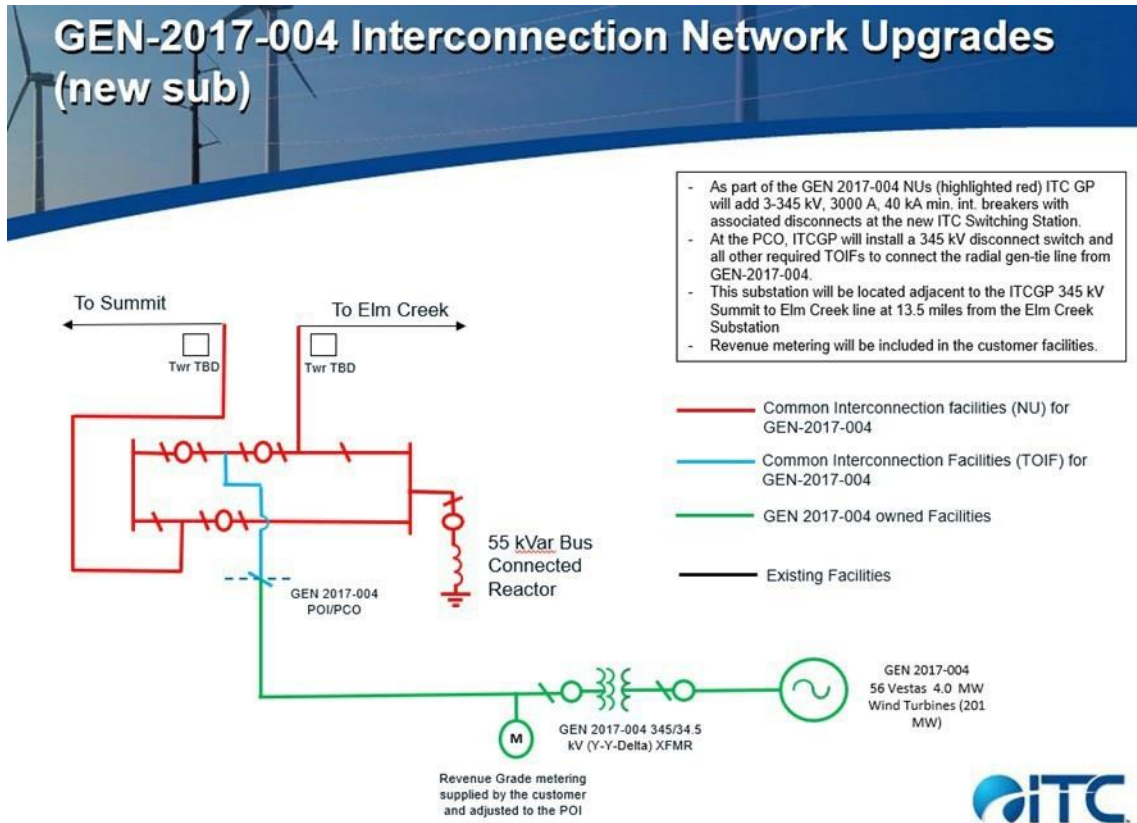 GEN-2017-004 Interconnection Network Upgrades
(new sub)
- As part of the GEN 2017-004 NUs (highlighted red) ITC GP
will add 3-345 kV, 3000 A, 40 kA min. int. breakers with
associated disconnects at the new ITC Switching Station.
- At the PCO, ITCGP will install a 345 kV disconnect switch and
all other required TOIFs to connect the radial gen-tie line from
GEN-2017-004.
- This substation will be located adjacent to the ITCGP 345 kV
Summit to Elm Creek line at 13.5 miles from the Elm Creek
Substation
- Revenue metering will be included in the customer facilities.
To Summit
To Elm Creek
Twr TBD
Twr TBD
Common Interconnection facilities (NU) for
GEN-2017-004
Common Interconnection Facilities (TOIF) for
GEN-2017-004
GEN 2017-004 owned Facilities
Existing Facilities
55 kVar Bus
Connected
Reactor
GEN 2017-004
POI/PCO
GEN 2017-004
56 Vestas 4.0 MW
Wind Turbines (201
MW)
GEN 2017-004 345/34.5
kV (Y-Y-Delta) XFMR
M
Revenue Grade metering
supplied by the customer
and adjusted to the POI
ITC